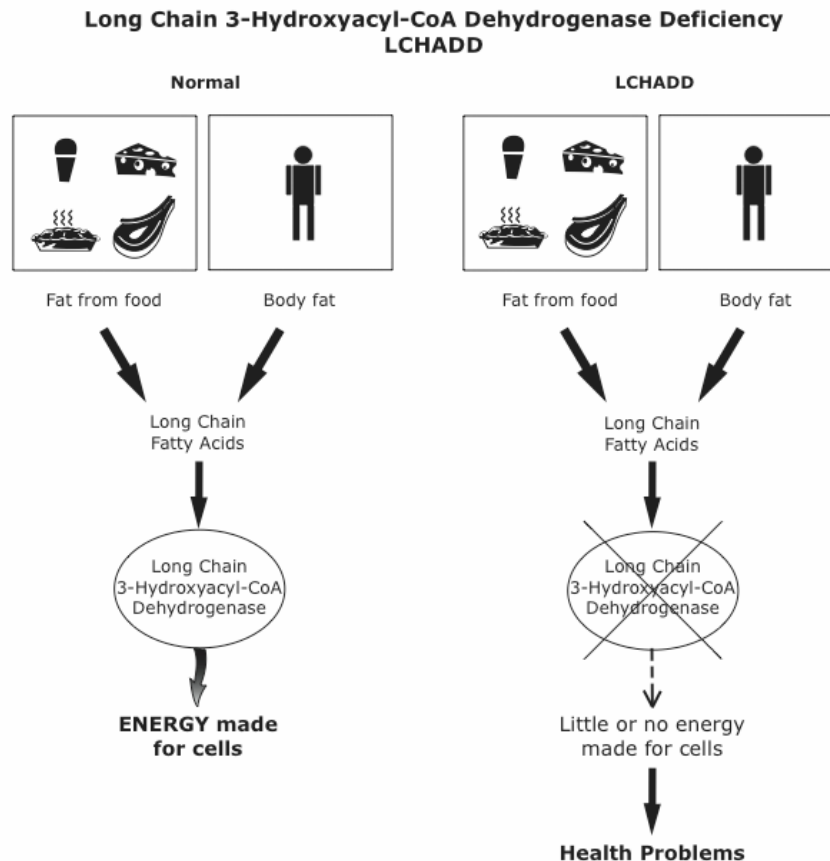 Long Chain 3-Hydroxyacyl-CoA Dehydrogenase Deficiency
LCHADD
Normal
Fat from food
Body fat
Long Chain
Fatty Acids
Long Chain
3-Hydroxyacyl-CoA
Dehydrogenase
ENERGY made
for cells
LCHADD
Fat from food
Body fat
Long Chain
Fatty Acids
Long Chain
3-Hydroxyacyl-CoA
Dehydrogenase
Little or no energy
made for cells
Health Problems